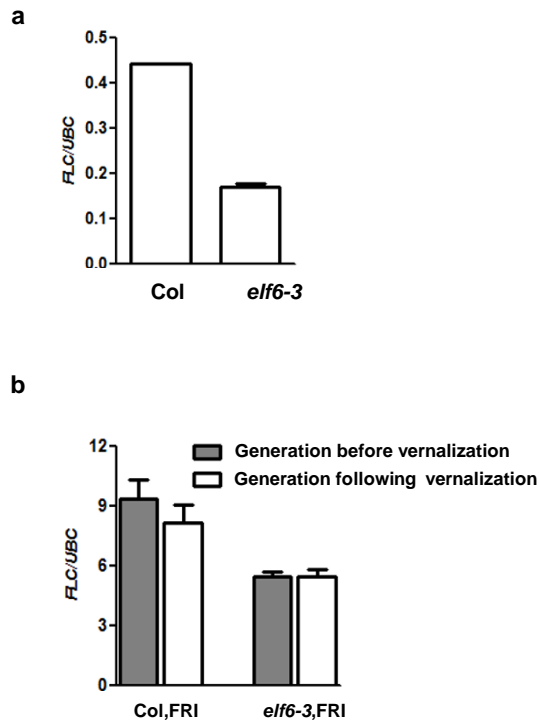 a
0.5
0.4
0.3
0.2
0.1
0.0
FLC/UBC
Col elf6-3
b
12
9
6
3
0
FLC/UBC
Generation before vernalization
Generation following vernalization
Col,FRI elf6-3,FRI